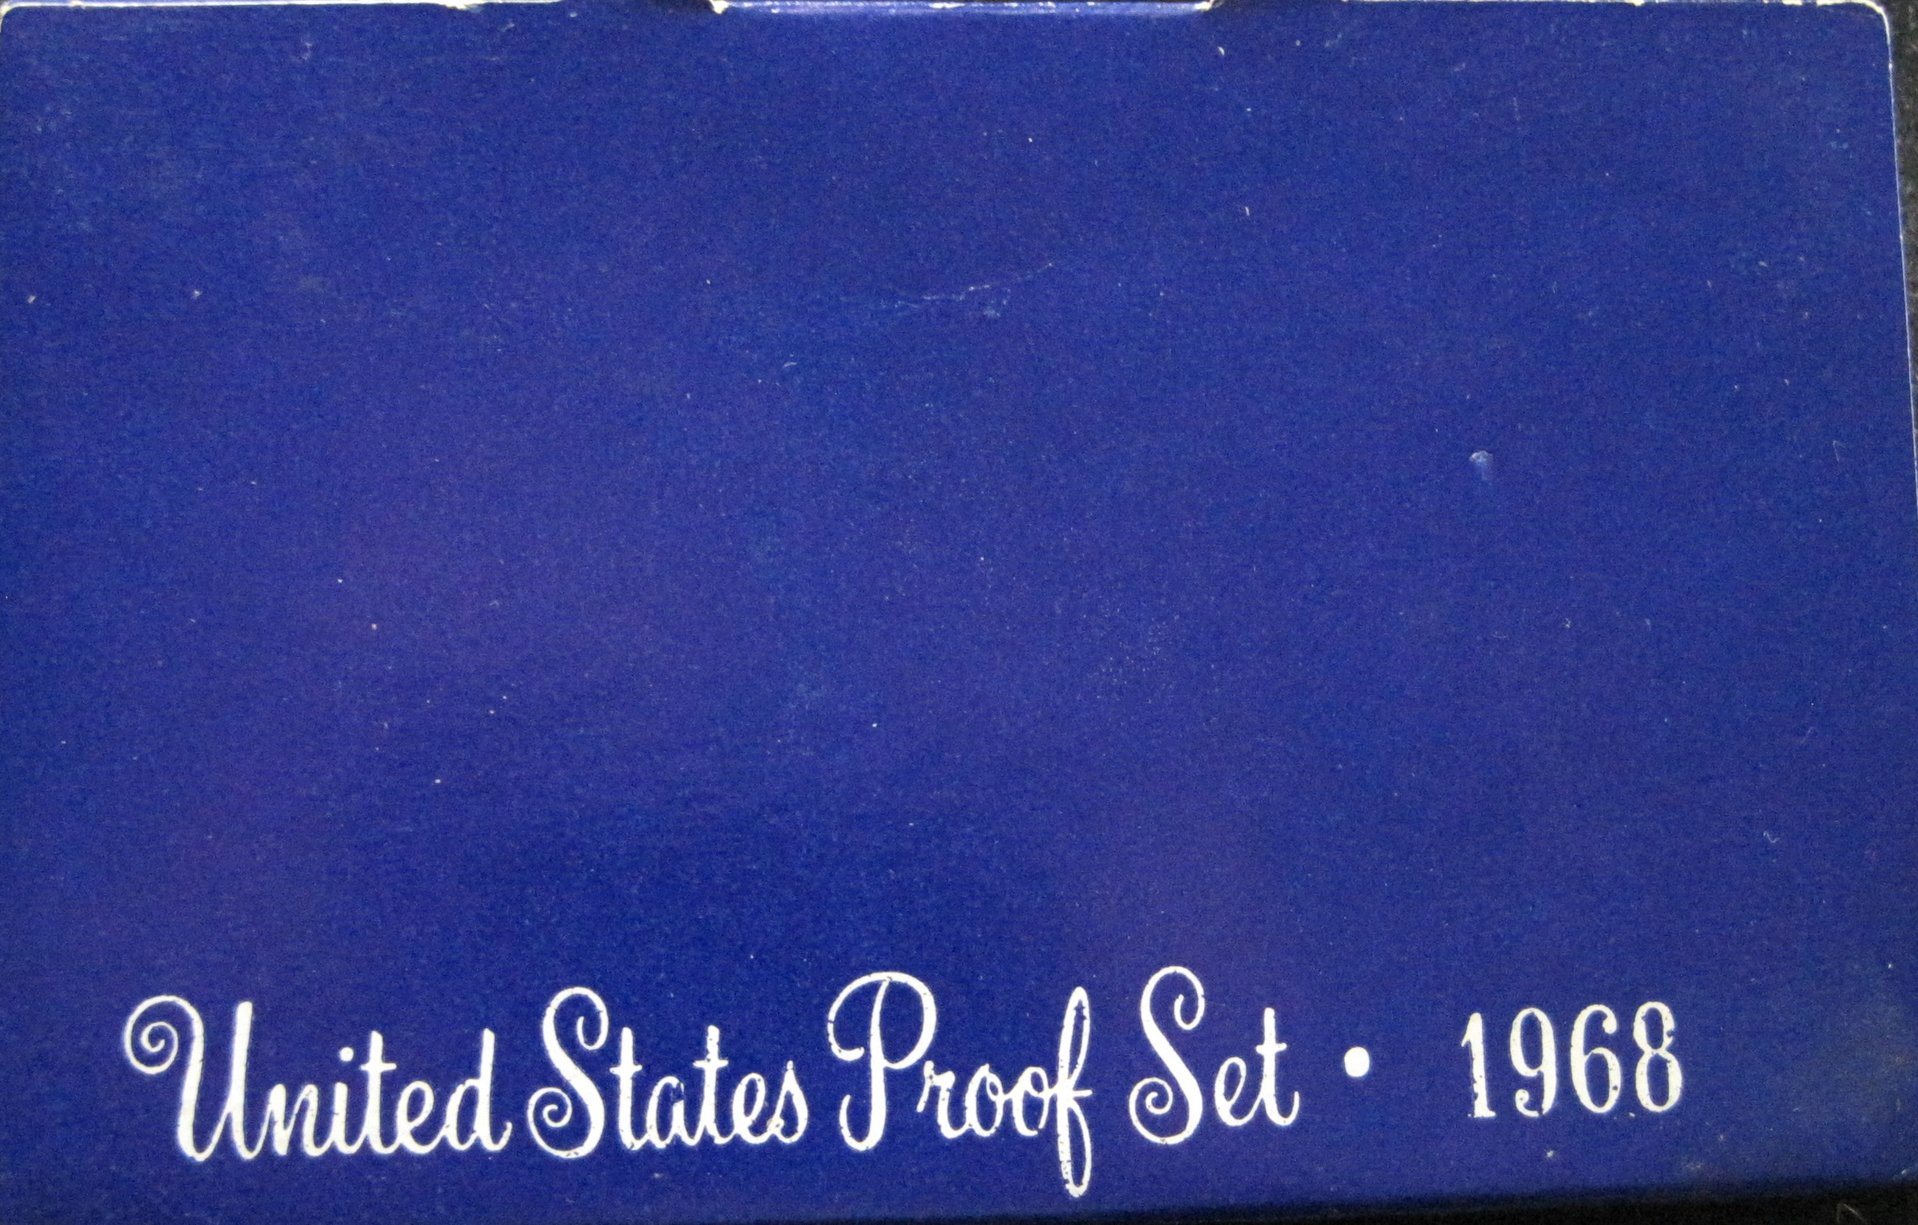 United States Proof Set • 1968